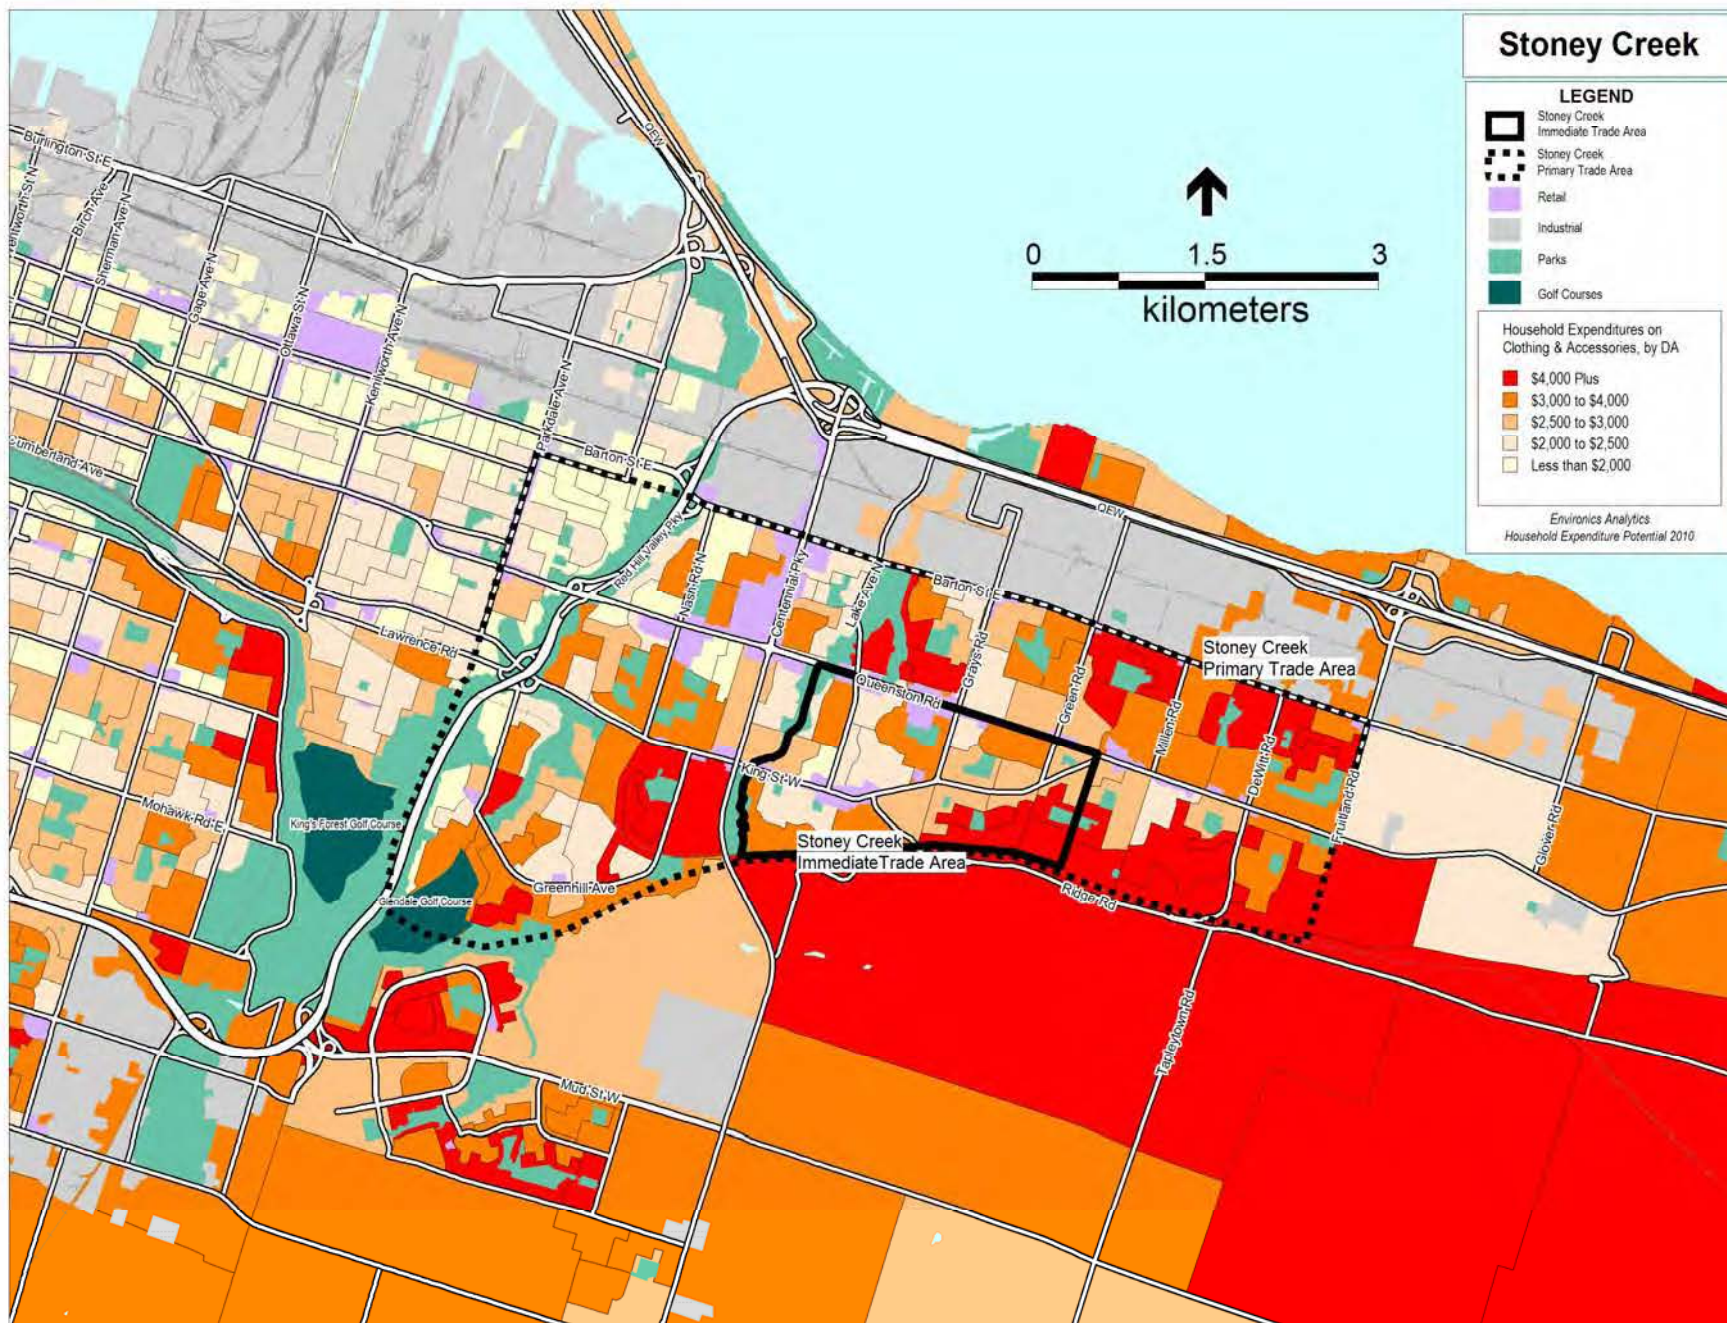 Stoney Creek
LEGEND
Stoney Creek
Immediate Trade Area
Stoney Creek
Primary Trade Area
Retail
Industrial
Parks
Golf Courses
Household Expenditures on
Clothing & Accessories, by DA
$4,000 Plus
$3,000 to $4,000
$2,500 to $3,000
$2,000 to $2,500
Less than $2,000
Environics Analytics
Household Expenditure Potential 2010
0 1.5 3
kilometers
Burlington St E
Birch Ave
Sherman Ave N
Gage Ave N
Ottawa St N
Kenilworth Ave N
Parkdale Ave N
QEW
Cumberland Ave
Barton St E
Red Hill Valley Pky
Nash Rd N
Centennial Pky
Lake Ave N
Barton St E
QEW
Grays Rd
Green Rd
Millen Rd
DeWitt Rd
Fruitland Rd
Glover Rd
Stoney Creek
Primary Trade Area
Lawrence Rd
Queenston Rd
King St W
Mohawk Rd E
King's Forest Golf Course
Glendale Golf Course
Greenhill Ave
Stoney Creek
ImmediateTrade Area
Ridge Rd
Tapleytown Rd
Mud St W